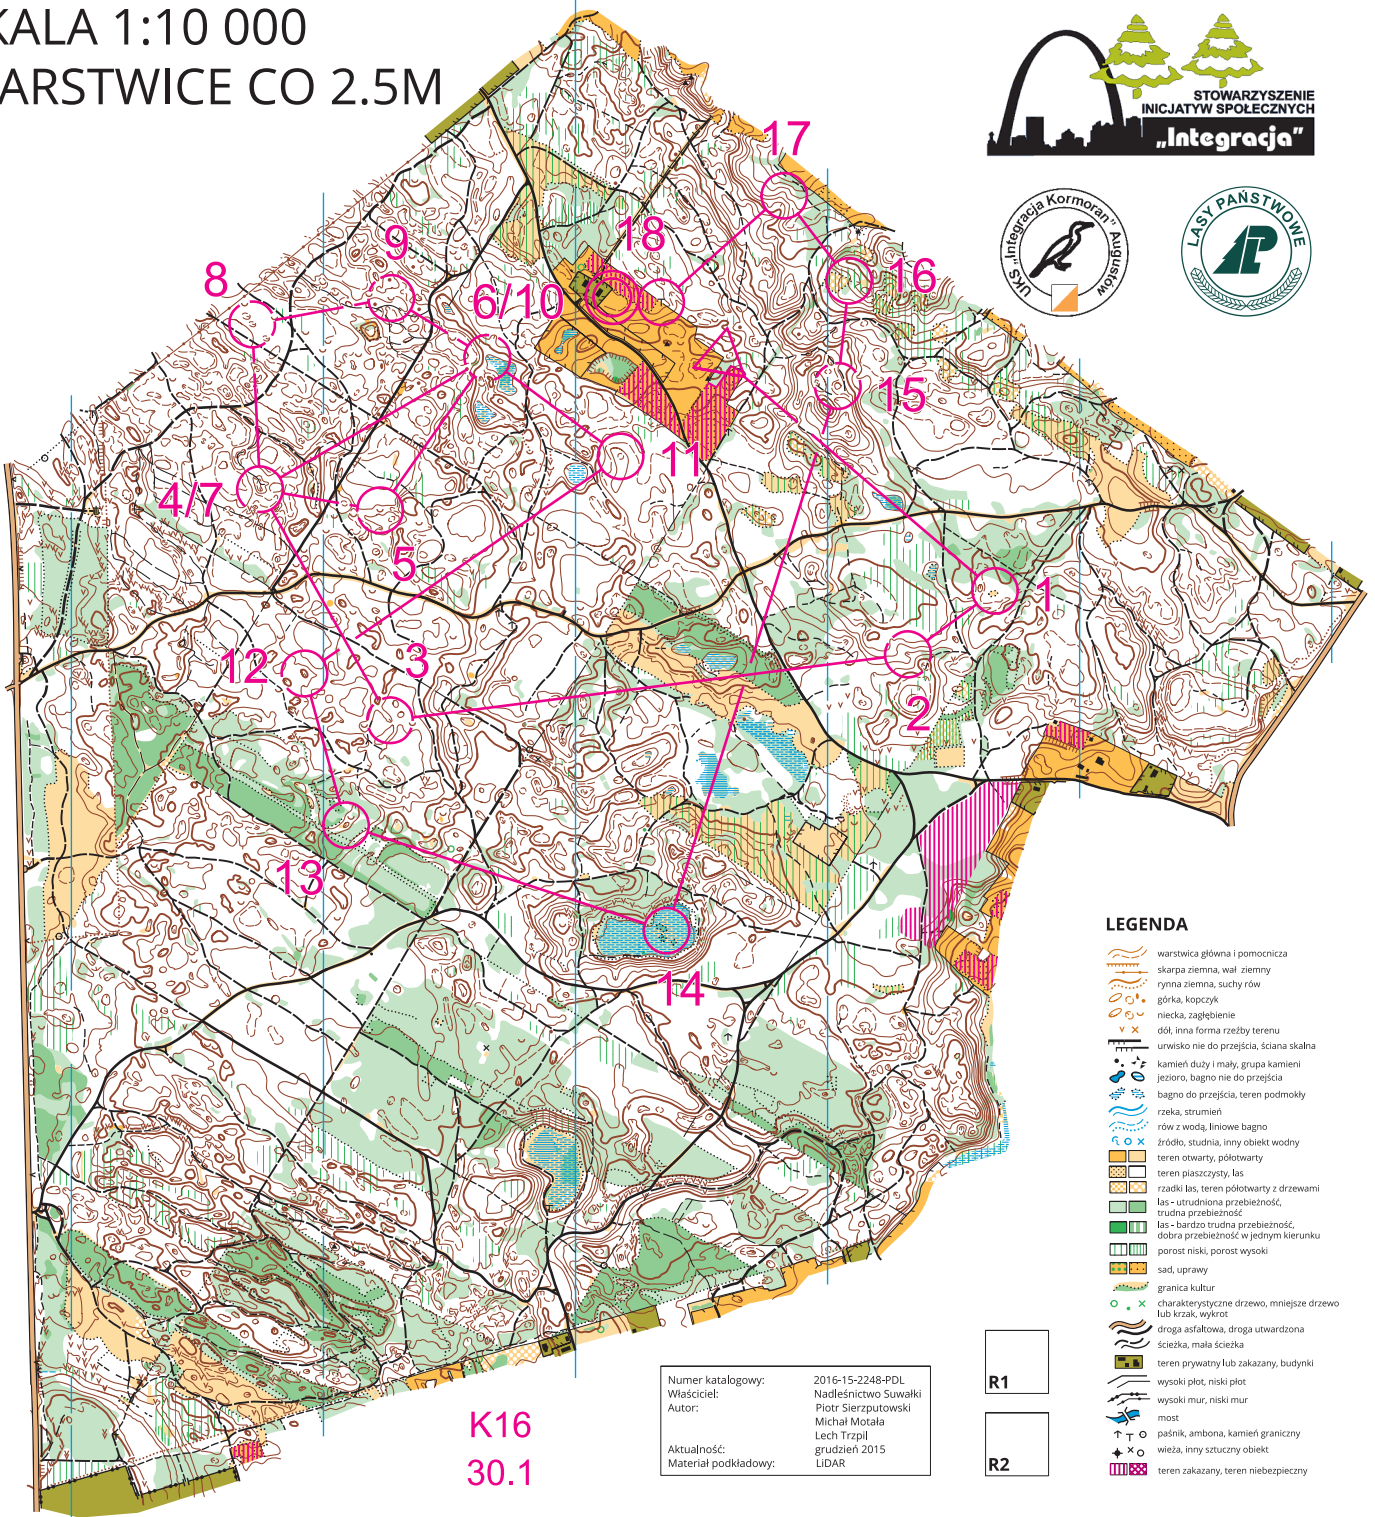 KALA 1:10 000
ARSTWICE CO 2.5M
STOWARZYSZENIE
INICJATYW SPOŁECZNYCH
„Integracja”
UKS „Integracja Kormoran” Augustów
LASY PAŃSTWOWE
17
18
9
8
16
6/10
15
11
4/7
5
1
12
3
2
13
14
LEGENDA
warstwica główna i pomocnicza
skarpa ziemna, wał ziemny
rynna ziemna, suchy rów
górka, kopczyk
niecka, zagłębienie
dół, inna forma rzeźby terenu
urwisko nie do przejścia, ściana skalna
kamień duży i mały, grupa kamieni
jezioro, bagno nie do przejścia
bagno do przejścia, teren podmokły
rzeka, strumień
rów z wodą, liniowe bagno
źródło, studnia, inny obiekt wodny
teren otwarty, półotwarty
teren piaszczysty, las
rzadki las, teren półotwarty z drzewami
las - utrudniona przebieżność,
trudna przebieżność
las - bardzo trudna przebieżność,
dobra przebieżność w jednym kierunku
porost niski, porost wysoki
sad, uprawy
granica kultur
charakterystyczne drzewo, mniejsze drzewo
lub krzak, wykrot
droga asfaltowa, droga utwardzona
ścieżka, mała ścieżka
teren prywatny lub zakazany, budynki
wysoki płot, niski płot
wysoki mur, niski mur
most
paśnik, ambona, kamień graniczny
wieża, inny sztuczny obiekt
teren zakazany, teren niebezpieczny
R1
R2
Numer katalogowy: 2016-15-2248-PDL
Właściciel: Nadleśnictwo Suwałki
Autor: Piotr Sierzputowski
Michał Motała
Lech Trzpil
Aktualność: grudzień 2015
Materiał podkładowy: LiDAR
K16
30.1